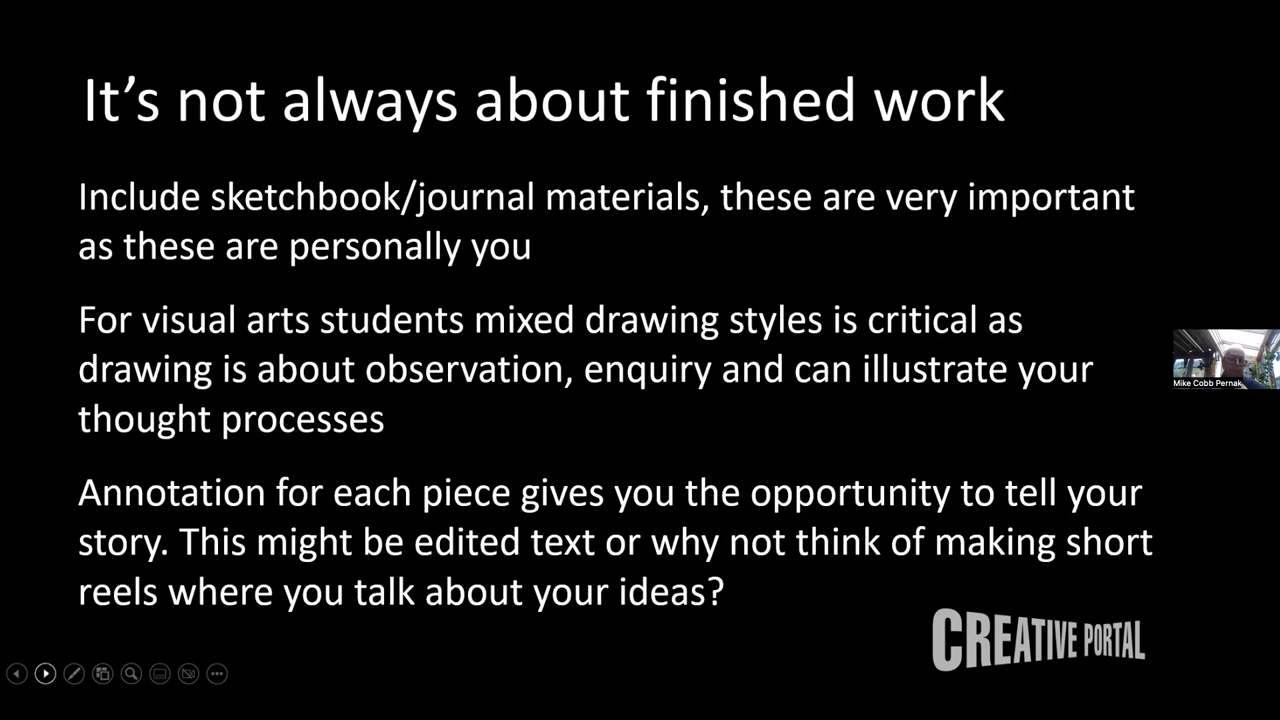 It’s not always about finished work
Include sketchbook/journal materials, these are very important
as these are personally you
For visual arts students mixed drawing styles is critical as
drawing is about observation, enquiry and can illustrate your
thought processes
Mike Cobb Pernak
Annotation for each piece gives you the opportunity to tell your
story. This might be edited text or why not think of making short
reels where you talk about your ideas?
CREATIVE PORTAL